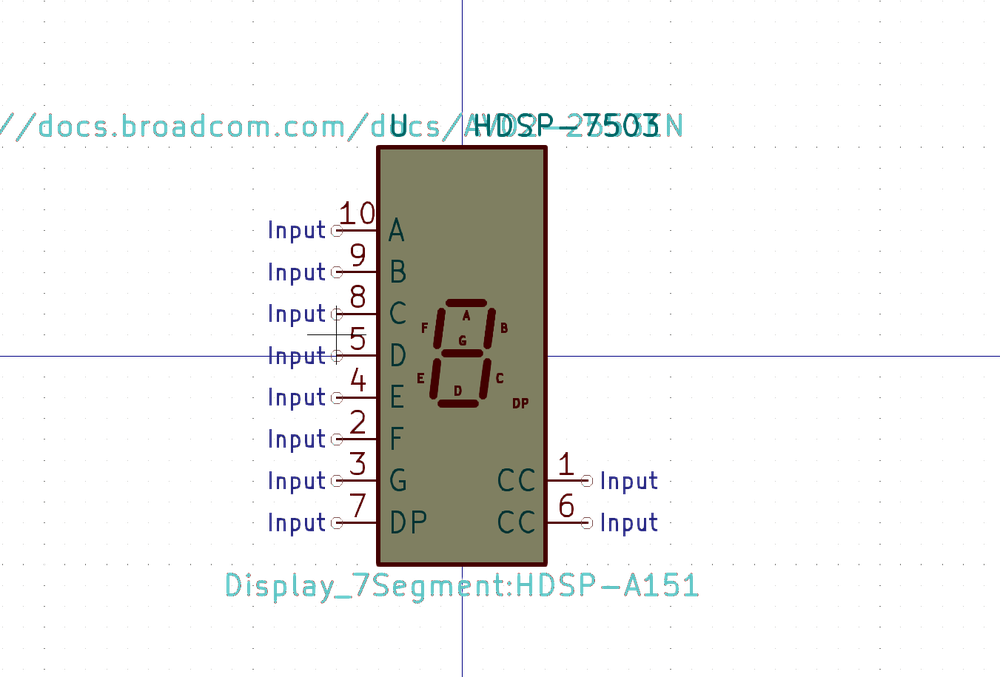 //docs.broadcom.com/docs/
U HDSP-7503
Input 10 A
Input 9 B
Input 8 C
Input 5 D
Input 4 E
Input 2 F
Input 3 G
Input 7 DP
A
F B
G
E C
D
DP
CC 1 Input
CC 6 Input
Display_7Segment:HDSP-A151